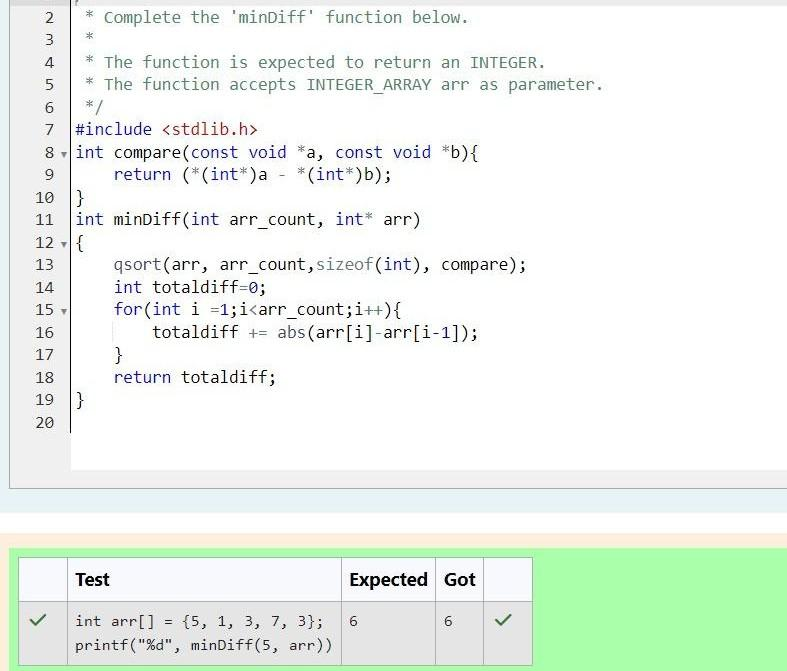 2 * Complete the 'minDiff' function below.
3 *
4 * The function is expected to return an INTEGER.
5 * The function accepts INTEGER_ARRAY arr as parameter.
6 */
7 #include <stdlib.h>
8 int compare(const void *a, const void *b){
9 return (*(int*)a - *(int*)b);
10 }
11 int minDiff(int arr_count, int* arr)
12 {
13 qsort(arr, arr_count,sizeof(int), compare);
14 int totaldiff=0;
15 for(int i =1;i<arr_count;i++){
16 totaldiff += abs(arr[i]-arr[i-1]);
17 }
18 return totaldiff;
19 }
20
Test Expected Got
int arr[] = {5, 1, 3, 7, 3}; 6 6
printf("%d", minDiff(5, arr))